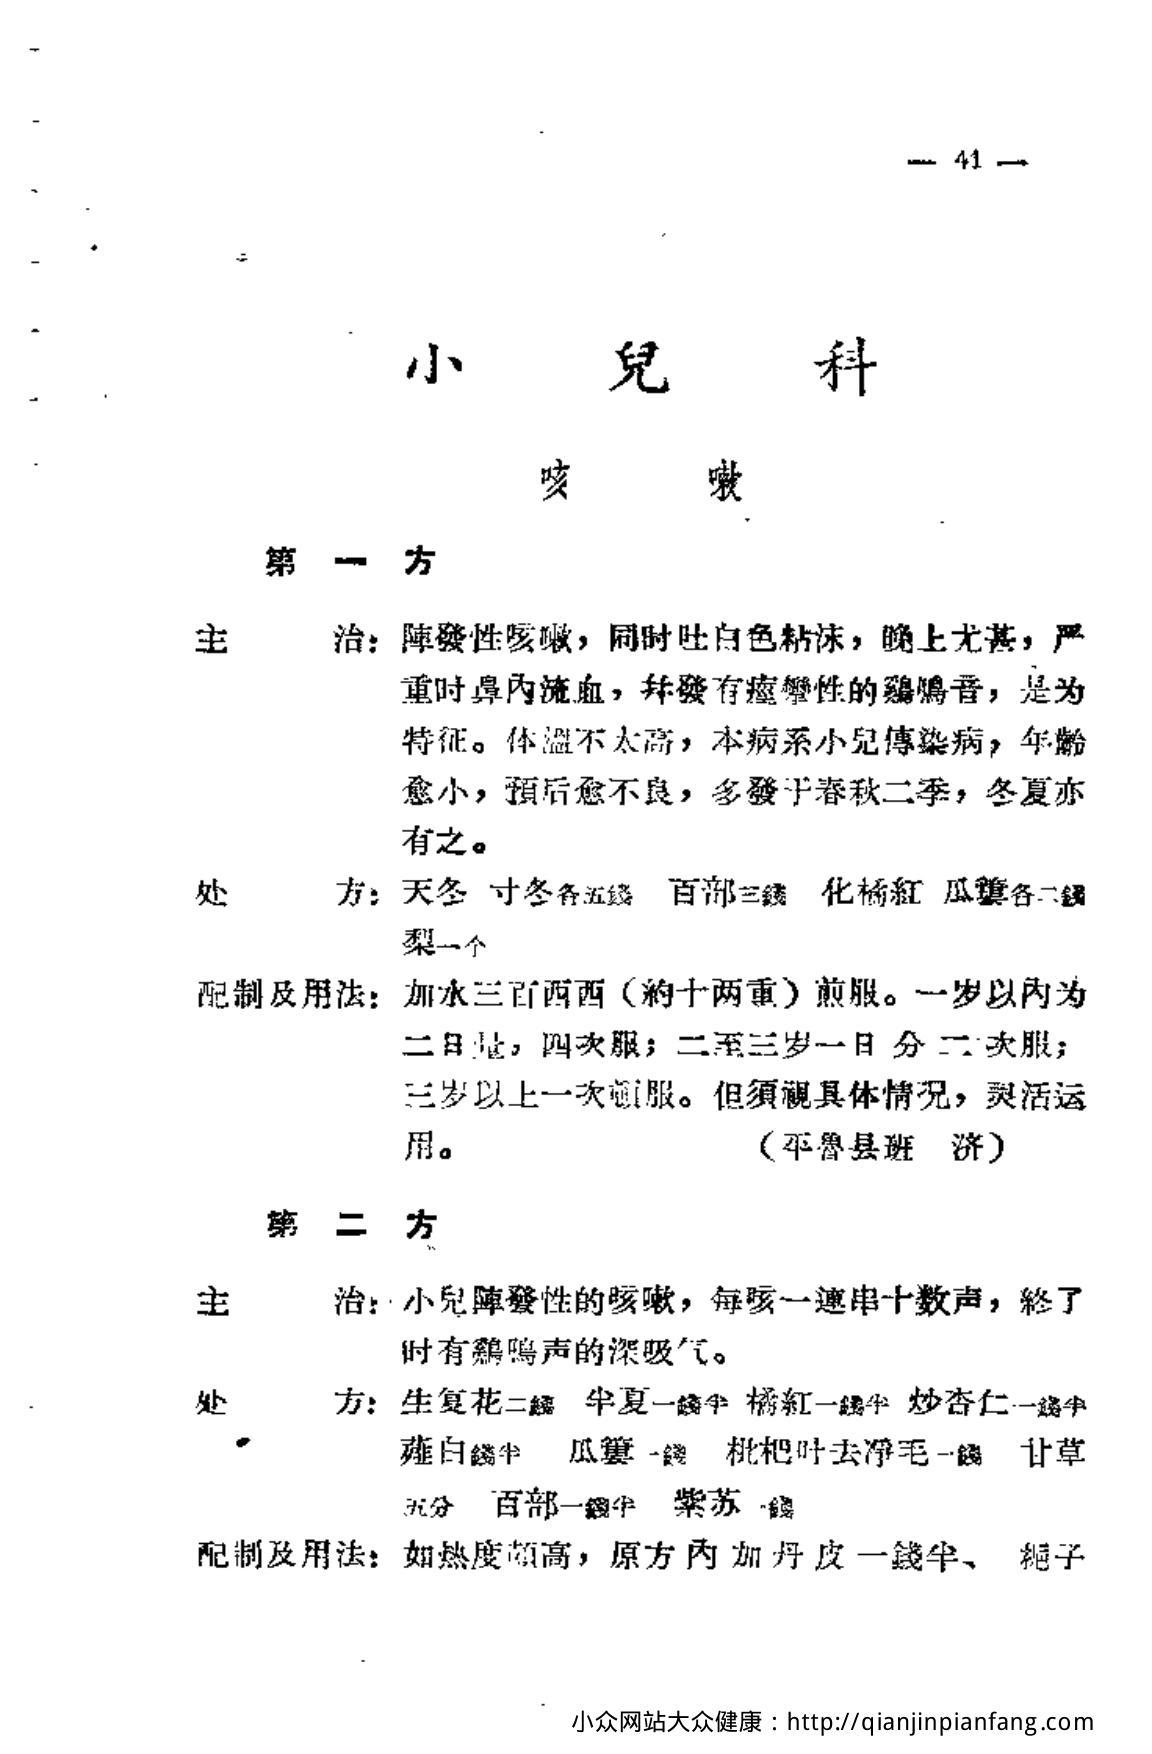 — 41 —
小 兒 科
咳 嗽
第 一 方
主 治：陣發性咳嗽，同时吐白色粘沫，晚上尤甚，严
重时鼻內流血，幷發有痙攣性的鷄鳴音，是为
特征。体溫不太高，本病系小兒傳染病，年齡
愈小，預后愈不良，多發于春秋二季，冬夏亦
有之。
处 方：天冬 寸冬各五錢 百部三錢 化橘紅 瓜蔞各二錢
梨一个
配制及用法：加水三百西西（約十两重）煎服。一岁以內为
二日量，四次服；二至三岁一日 分 二 次服；
三岁以上一次頓服。但須視具体情况，灵活运
用。 （平魯县班 济）
第 二 方
主 治：小兒陣發性的咳嗽，每咳一連串十数声，終了
时有鷄鳴声的深吸气。
处 方：生复花二錢 半夏一錢半 橘紅一錢半 炒杏仁一錢半
薤白錢半 瓜蔞一錢 枇杷叶去淨毛一錢 甘草
五分 百部一錢半 紫苏一錢
配制及用法：如热度頗高，原方內加丹皮一錢半、 梔子
小众网站大众健康：http://qianjinpianfang.com